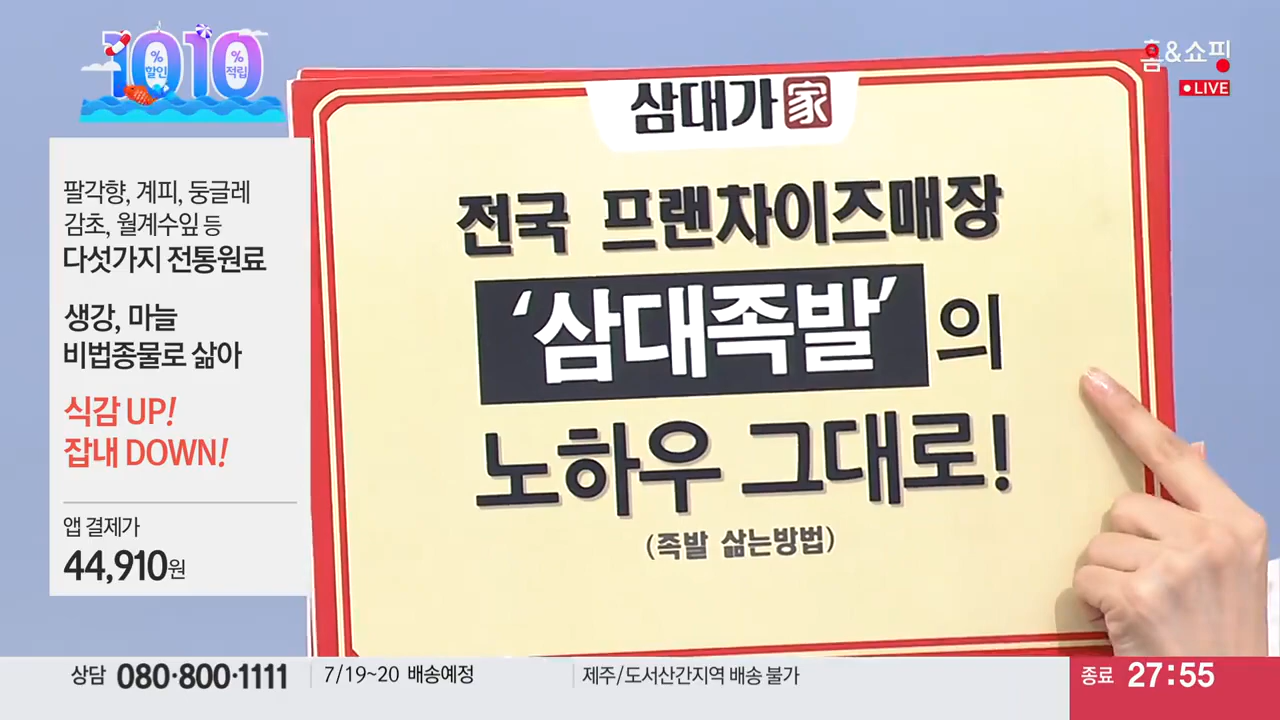 1010
% 할인
% 적립
홈&쇼핑
LIVE
팔각향, 계피, 둥글레
감초, 월계수잎 등
다섯가지 전통원료
생강, 마늘
비법종물로 삶아
식감 UP!
잡내 DOWN!
앱 결제가
44,910원
삼대가 家
전국 프랜차이즈매장
'삼대족발'의
노하우 그대로!
(족발 삶는방법)
상담 080·800·1111
7/19~20 배송예정
제주/도서산간지역 배송 불가
종료 27:55